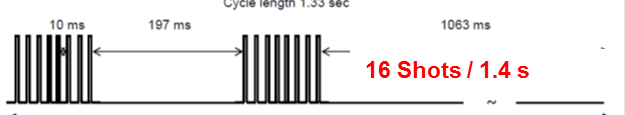 Cycle length 1.33 sec
10 ms 197 ms 1063 ms
16 Shots / 1.4 s
~